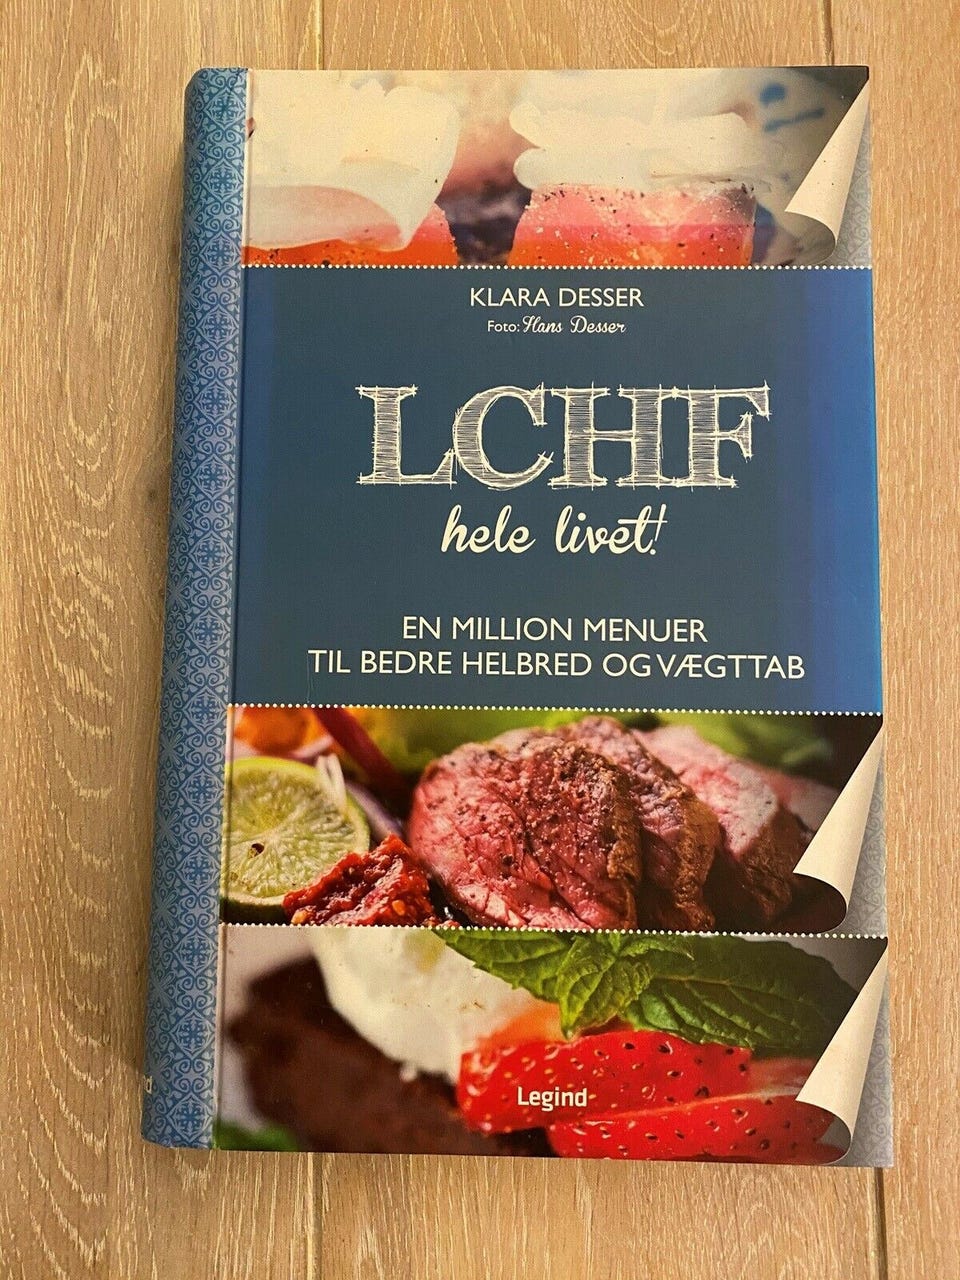 KLARA DESSER
Foto: Hans Desser
LCHF
hele livet!
EN MILLION MENUER
TIL BEDRE HELBRED OG VÆGTTAB
Legind